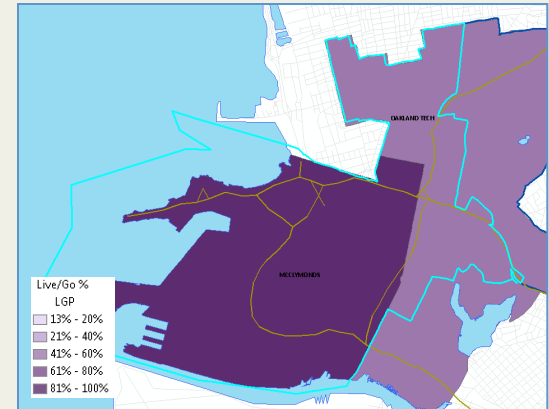 OAKLAND TECH
MCCLYMONDS
Live/Go %
LGP
13% - 20%
21% - 40%
41% - 60%
61% - 80%
81% - 100%